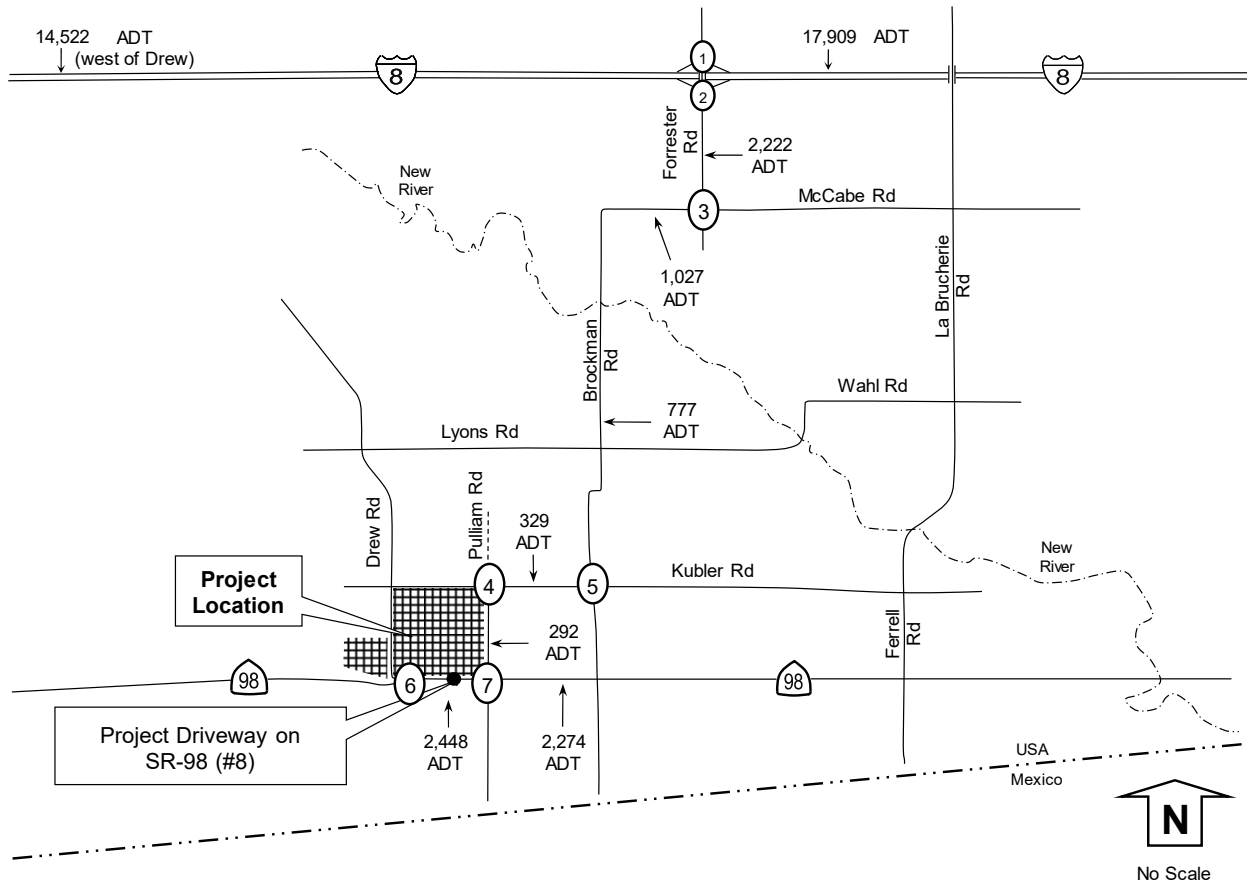 14,522 ADT
(west of Drew)
17,909 ADT
1
8
8
2
Forrester
Rd
2,222
ADT
New
River
McCabe Rd
3
1,027
ADT
La Brucherie
Rd
Brockman
Rd
Wahl Rd
777
ADT
Lyons Rd
Drew Rd
Pulliam Rd
329
ADT
New
River
Project
Location
4
5
Kubler Rd
292
ADT
Ferrell
Rd
98
6
7
98
Project Driveway on
SR-98 (#8)
2,448
ADT
2,274
ADT
USA
Mexico
N
No Scale